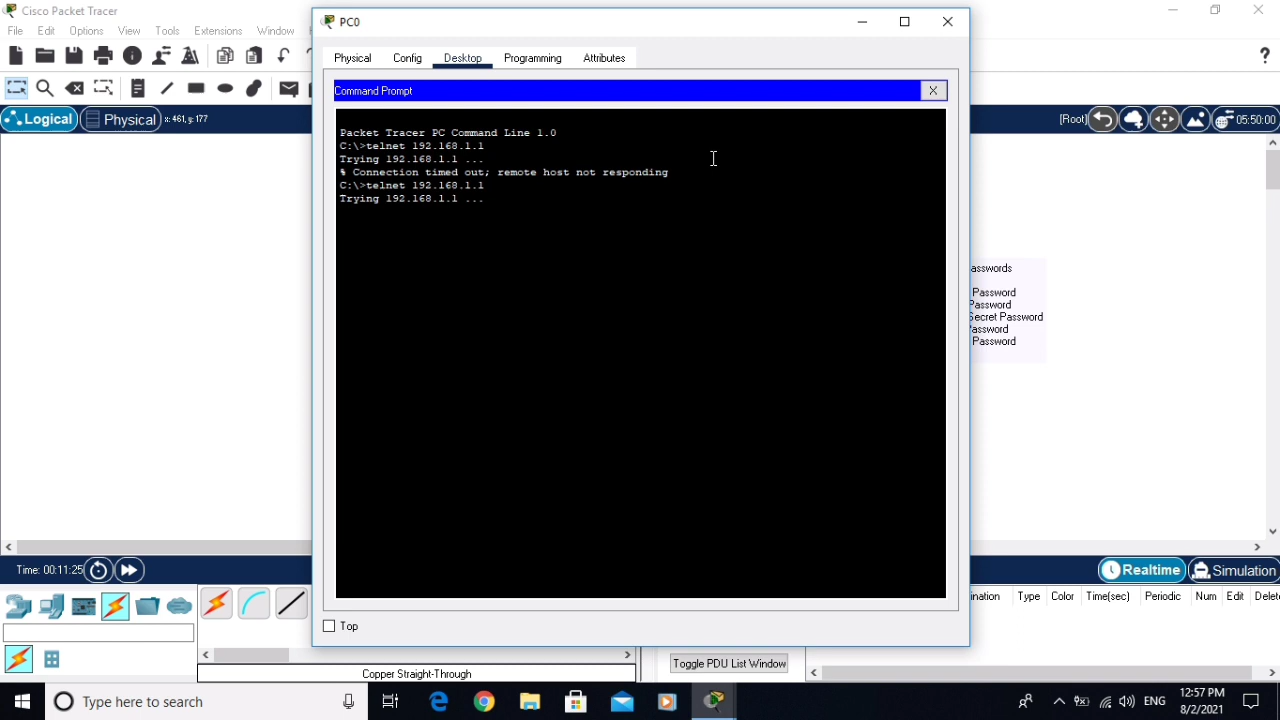 Cisco Packet Tracer
File Edit Options View Tools Extensions Window
PC0
Physical Config Desktop Programming Attributes
?
Command Prompt
Logical Physical x: 461, y: 177
[Root] 05:50:00
Packet Tracer PC Command Line 1.0
C:\>telnet 192.168.1.1
Trying 192.168.1.1 ...
% Connection timed out; remote host not responding
C:\>telnet 192.168.1.1
Trying 192.168.1.1 ...
asswords
Password
Password
Secret Password
assword
Password
Time: 00:11:25
Realtime Simulation
ination Type Color Time(sec) Periodic Num Edit Delet
Top
Toggle PDU List Window
Copper Straight-Through
Type here to search
ENG
12:57 PM
8/2/2021